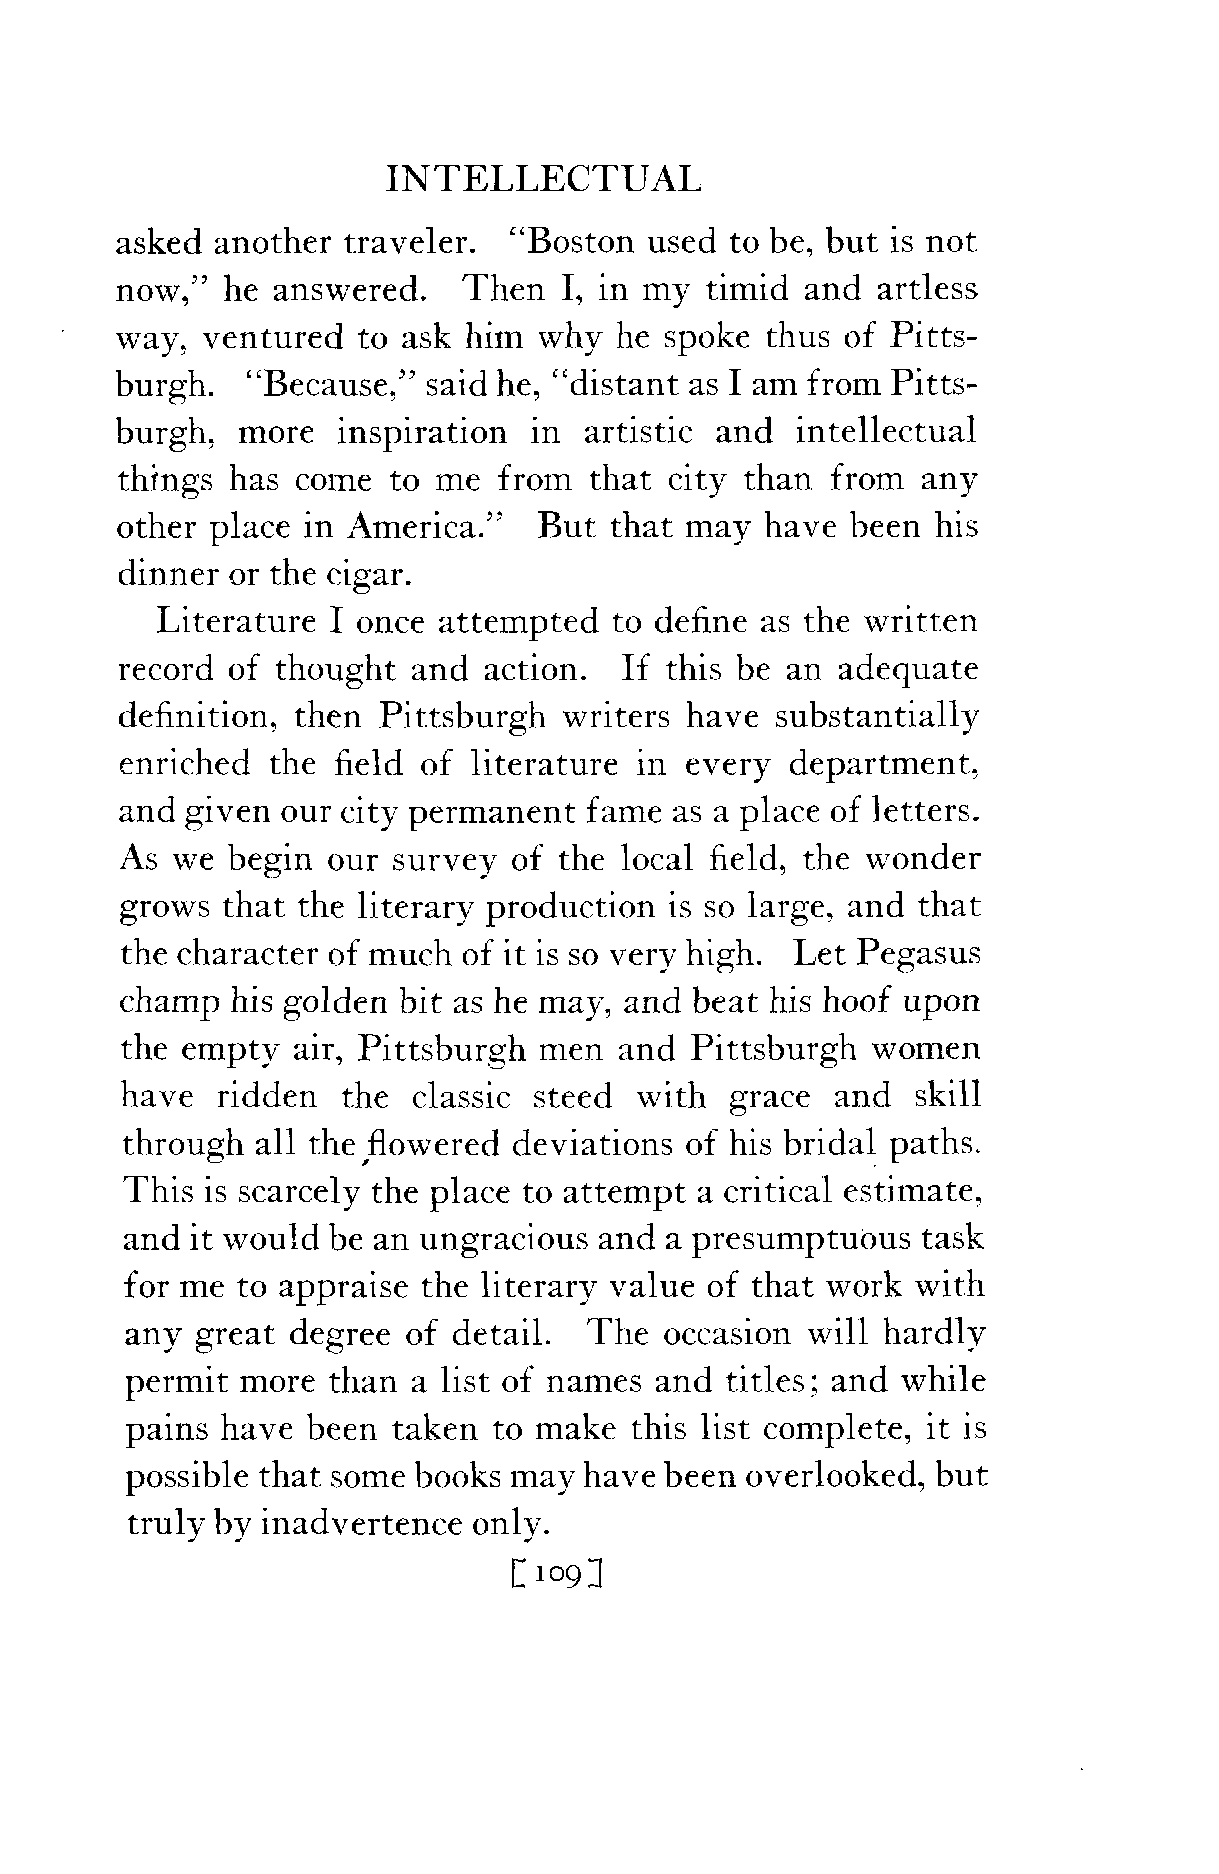 INTELLECTUAL
asked another traveler. “Boston used to be, but is not
now,” he answered. Then I, in my timid and artless
way, ventured to ask him why he spoke thus of Pitts-
burgh. “Because,” said he, “distant as I am from Pitts-
burgh, more inspiration in artistic and intellectual
things has come to me from that city than from any
other place in America.” But that may have been his
dinner or the cigar.
Literature I once attempted to define as the written
record of thought and action. If this be an adequate
definition, then Pittsburgh writers have substantially
enriched the field of literature in every department,
and given our city permanent fame as a place of letters.
As we begin our survey of the local field, the wonder
grows that the literary production is so large, and that
the character of much of it is so very high. Let Pegasus
champ his golden bit as he may, and beat his hoof upon
the empty air, Pittsburgh men and Pittsburgh women
have ridden the classic steed with grace and skill
through all the flowered deviations of his bridal paths.
This is scarcely the place to attempt a critical estimate,
and it would be an ungracious and a presumptuous task
for me to appraise the literary value of that work with
any great degree of detail. The occasion will hardly
permit more than a list of names and titles; and while
pains have been taken to make this list complete, it is
possible that some books may have been overlooked, but
truly by inadvertence only.
[109]